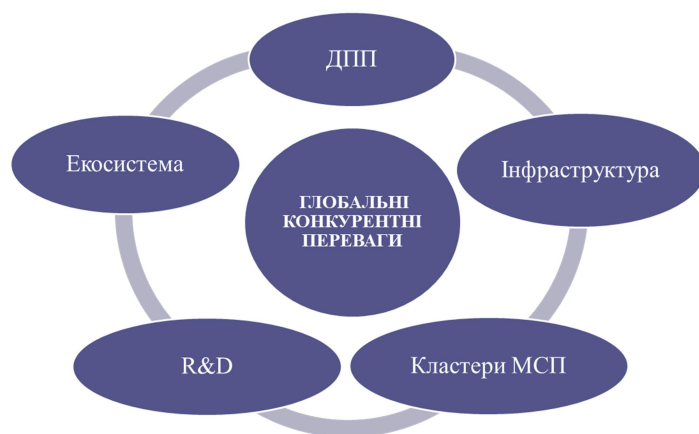 ДПП
Екосистема
Інфраструктура
ГЛОБАЛЬНІ
КОНКУРЕНТНІ
ПЕРЕВАГИ
R&D
Кластери МСП